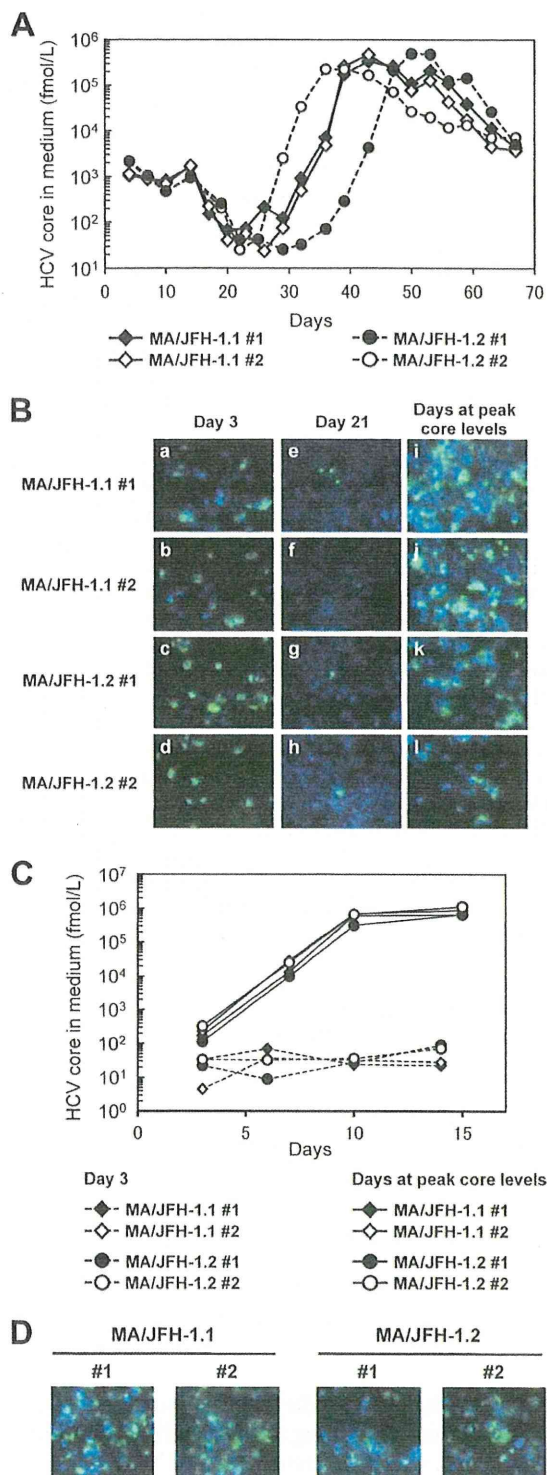 A
HCV core in medium (fmol/L)
10⁶
10⁵
10⁴
10³
10²
10¹
0 10 20 30 40 50 60 70
Days
MA/JFH-1.1 #1 MA/JFH-1.2 #1
MA/JFH-1.1 #2 MA/JFH-1.2 #2
B
Day 3 Day 21 Days at peak core levels
MA/JFH-1.1 #1 a e i
MA/JFH-1.1 #2 b f j
MA/JFH-1.2 #1 c g k
MA/JFH-1.2 #2 d h l
C
HCV core in medium (fmol/L)
10⁷
10⁶
10⁵
10⁴
10³
10²
10¹
10⁰
0 5 10 15
Days
Day 3 Days at peak core levels
MA/JFH-1.1 #1 MA/JFH-1.1 #1
MA/JFH-1.1 #2 MA/JFH-1.1 #2
MA/JFH-1.2 #1 MA/JFH-1.2 #1
MA/JFH-1.2 #2 MA/JFH-1.2 #2
D
MA/JFH-1.1 MA/JFH-1.2
#1 #2 #1 #2